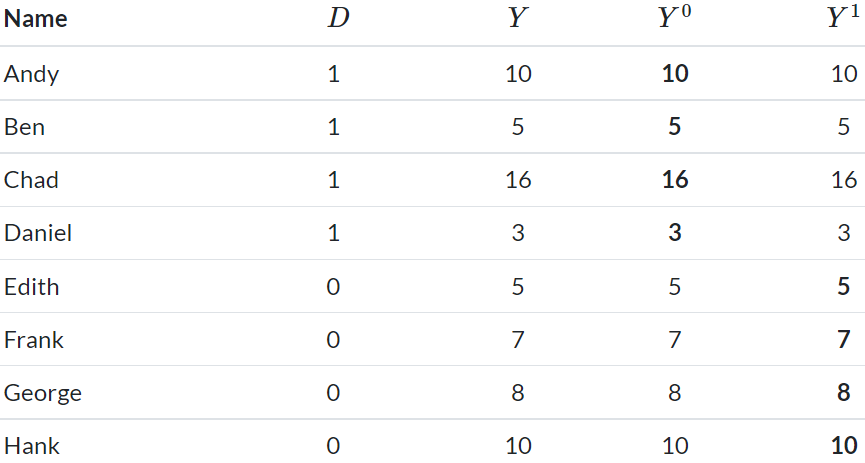 Name D Y Y⁰ Y¹
Andy 1 10 10 10
Ben 1 5 5 5
Chad 1 16 16 16
Daniel 1 3 3 3
Edith 0 5 5 5
Frank 0 7 7 7
George 0 8 8 8
Hank 0 10 10 10